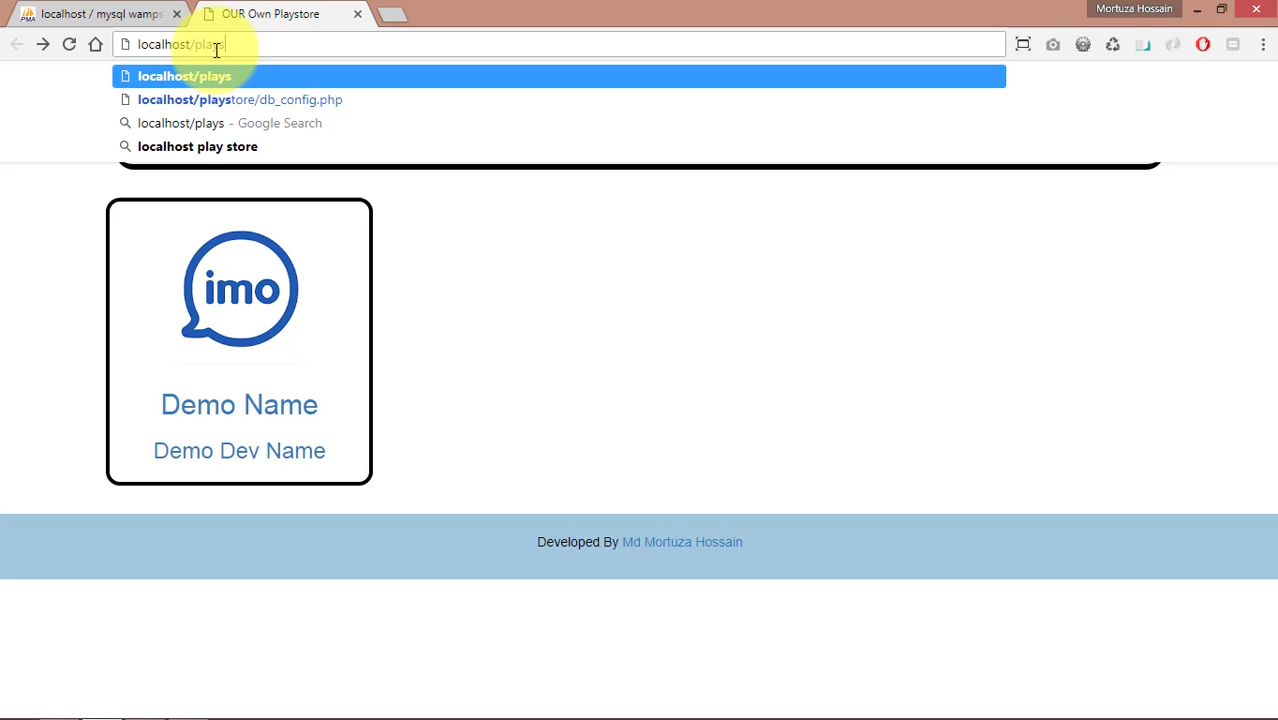 localhost / mysql wamps
OUR Own Playstore
Mortuza Hossain
localhost/plays
localhost/plays
localhost/playstore/db_config.php
localhost/plays - Google Search
localhost play store
imo
Demo Name
Demo Dev Name
Developed By Md Mortuza Hossain